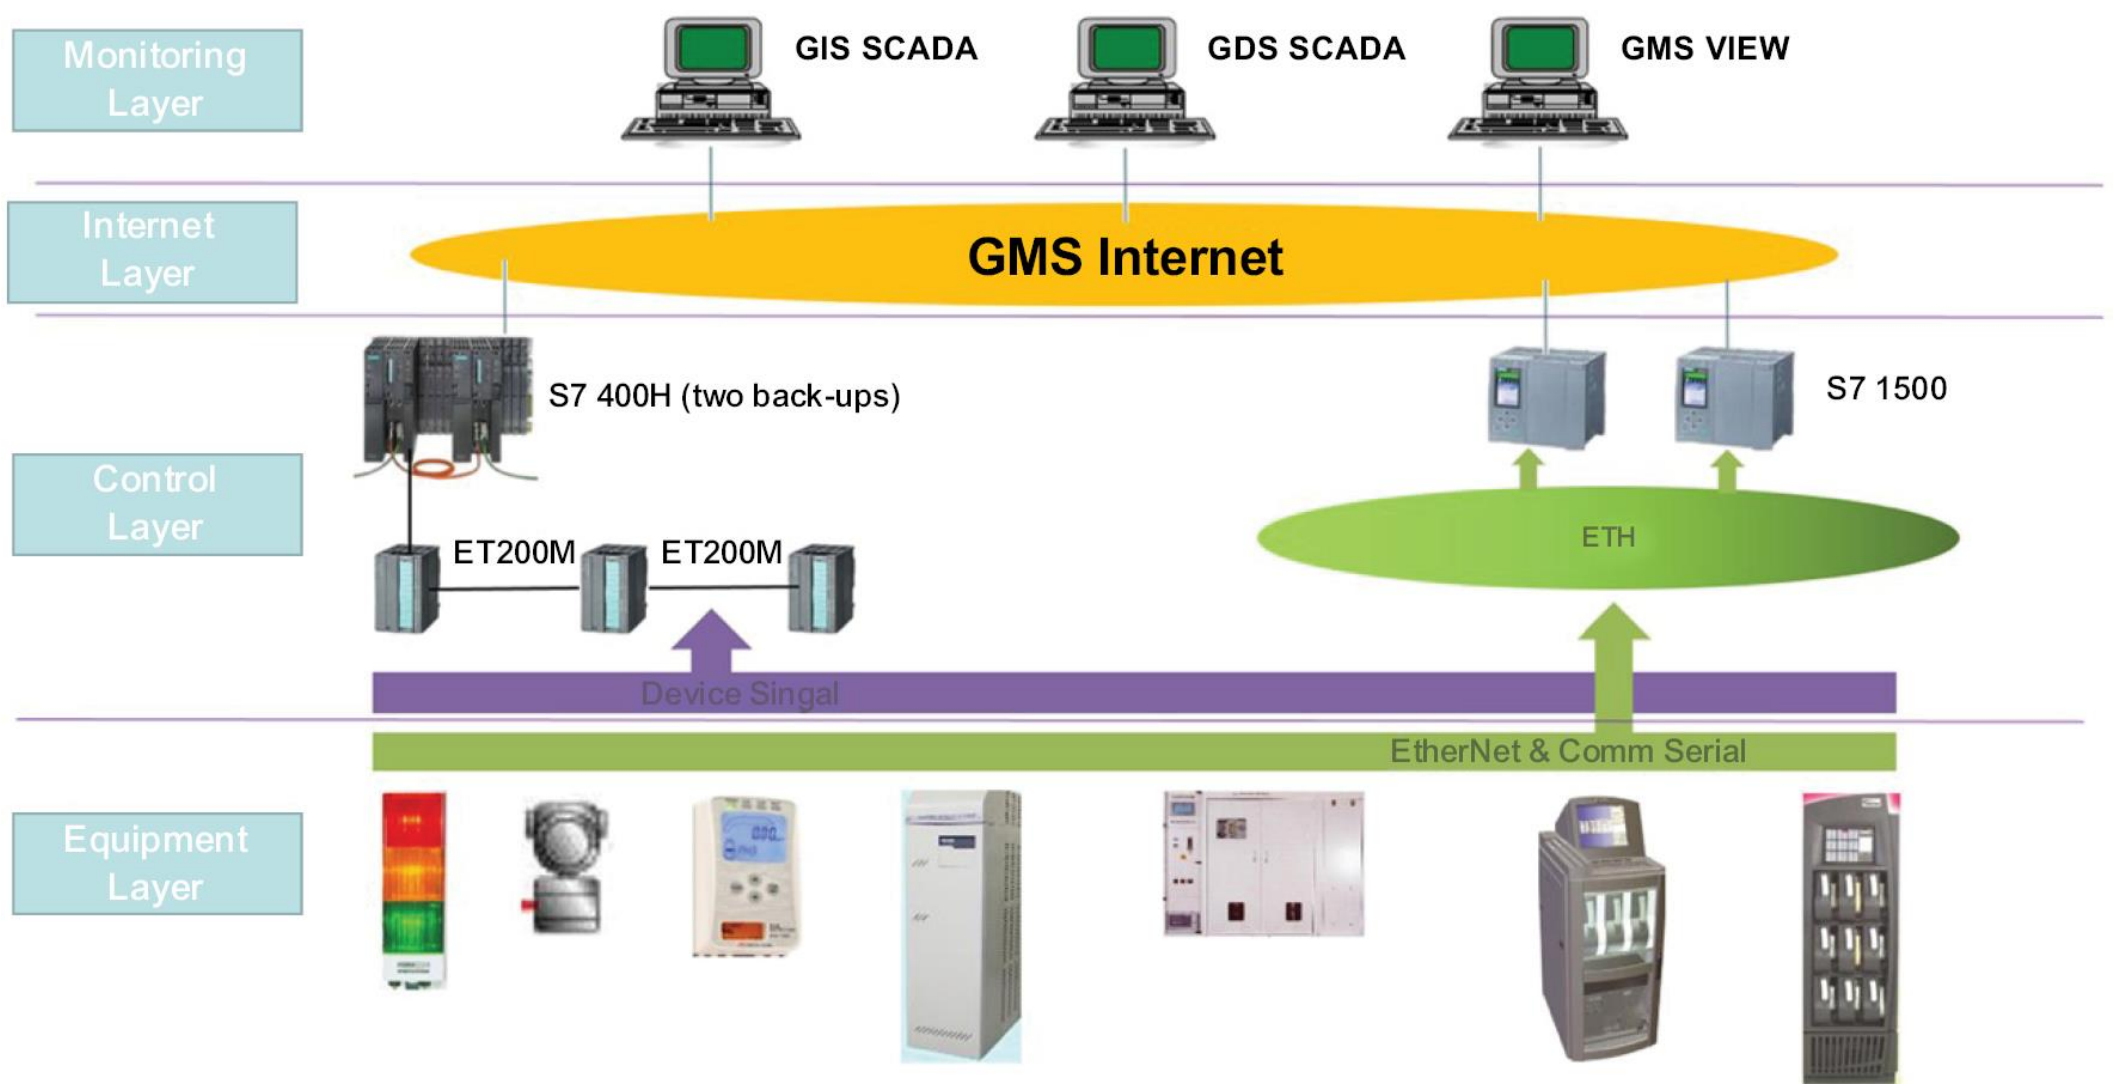 Monitoring
Layer
GIS SCADA
GDS SCADA
GMS VIEW
Internet
Layer
GMS Internet
S7 400H (two back-ups)
S7 1500
Control
Layer
ET200M
ET200M
ETH
Device Singal
EtherNet & Comm Serial
Equipment
Layer